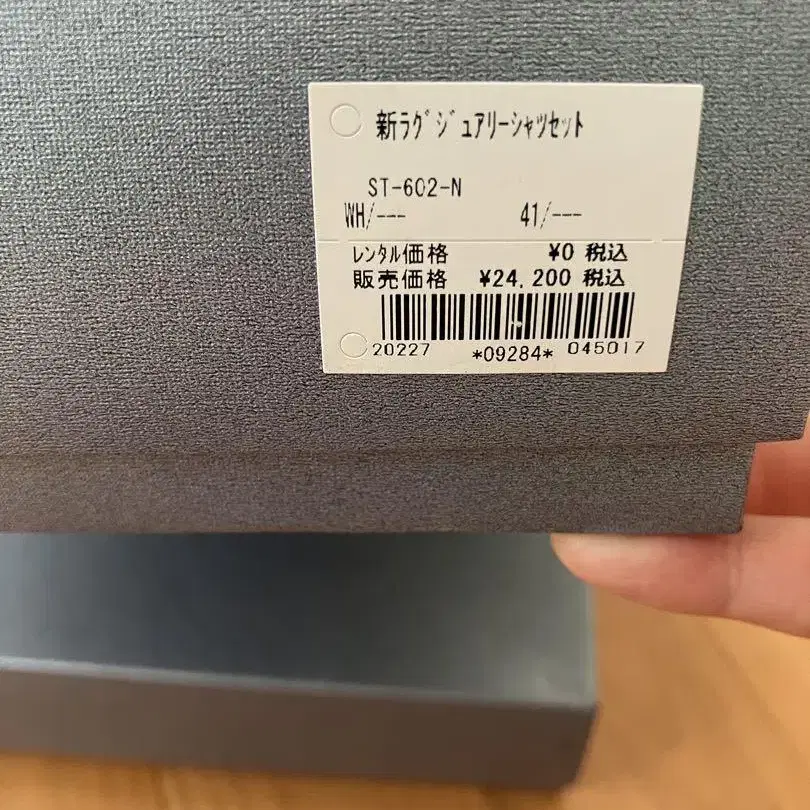 新ラグジュアリーシャツセット
ST-602-N
WH/--- 41/---
レンタル価格 ¥0 税込
販売価格 ¥24,200 税込
20227 *09284* 045017